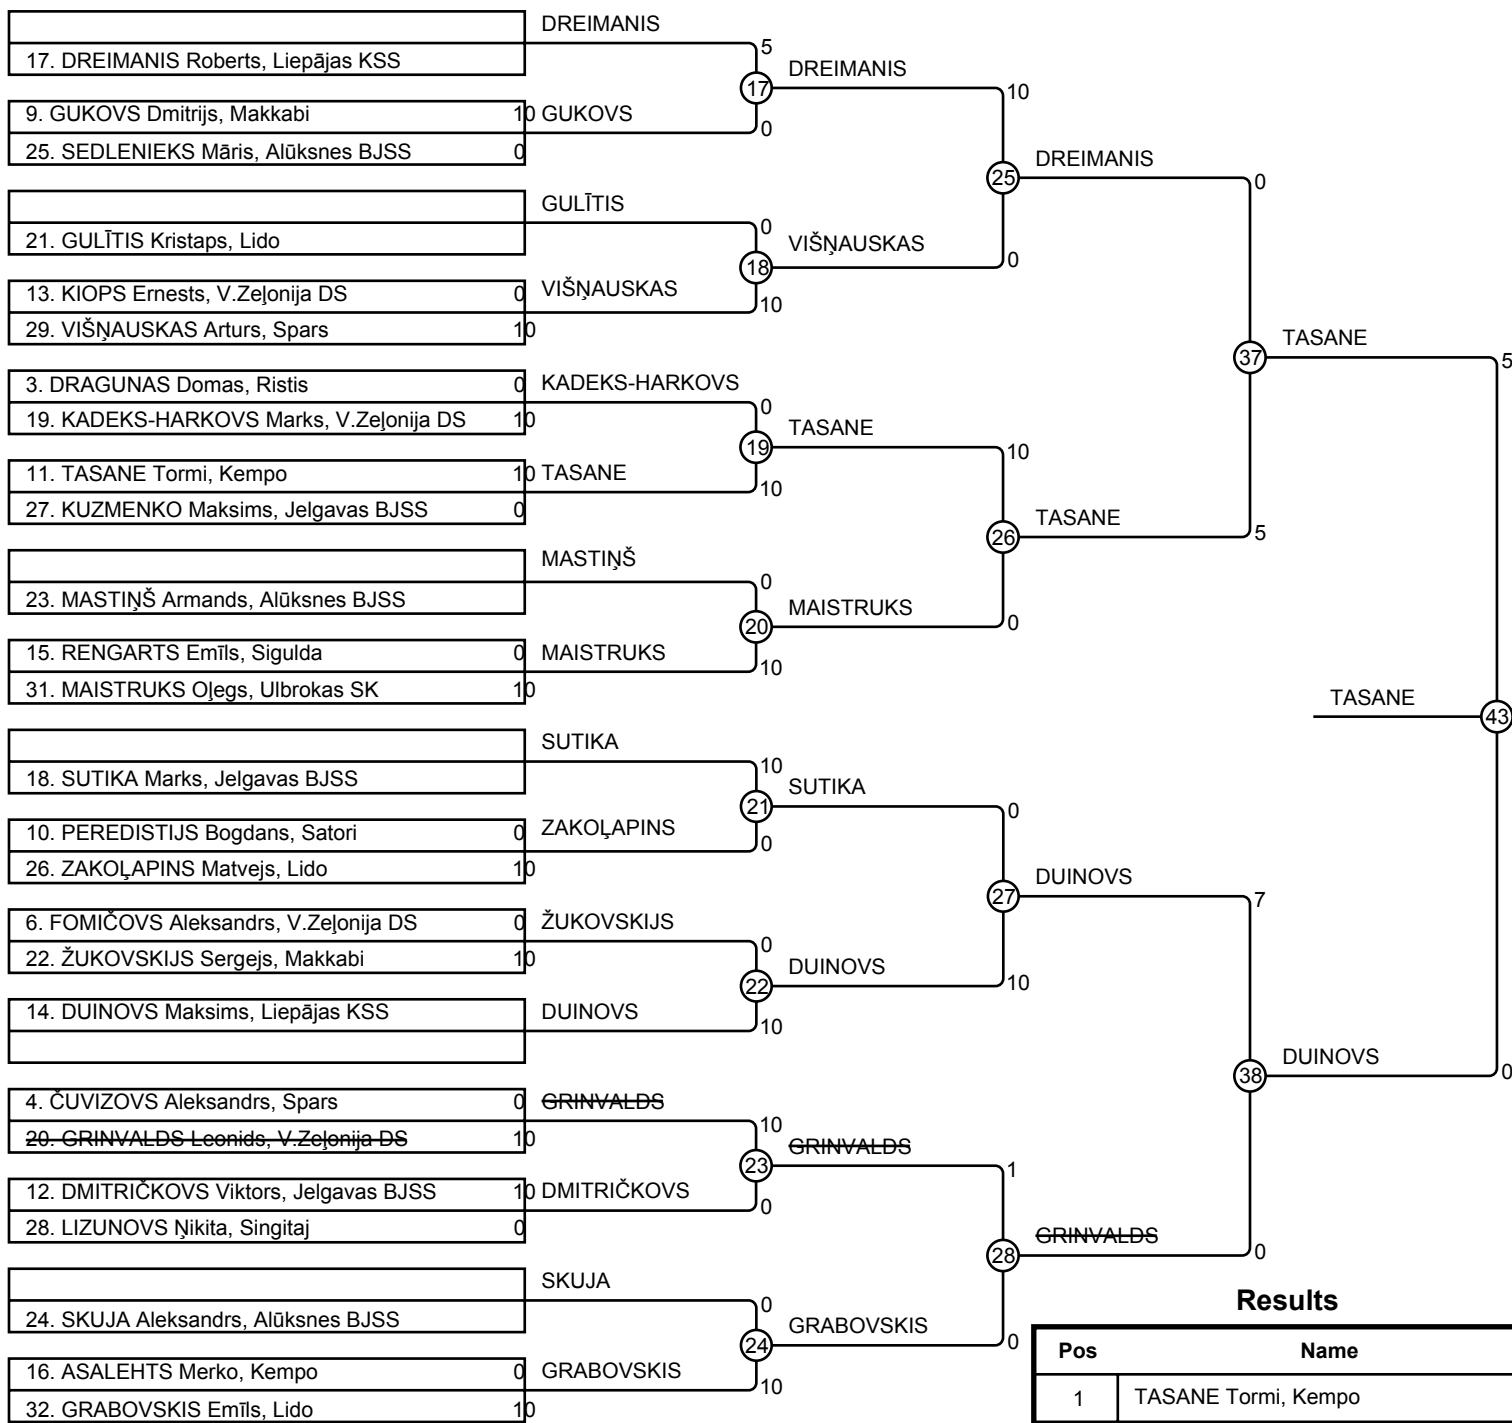 DREIMANIS
17. DREIMANIS Roberts, Liepājas KSS
5
17
DREIMANIS
9. GUKOVS Dmitrijs, Makkabi 10 GUKOVS
0
10
25. SEDLENIEKS Māris, Alūksnes BJSS 0
25
DREIMANIS
0
GULĪTIS
21. GULĪTIS Kristaps, Lido
0
18
VIŠŅAUSKAS
0
13. KIOPS Ernests, V.Zeļonija DS 0 VIŠŅAUSKAS
10
29. VIŠŅAUSKAS Arturs, Spars 10
37
TASANE
5
3. DRAGUNAS Domas, Ristis 0 KADEKS-HARKOVS
0
19. KADEKS-HARKOVS Marks, V.Zeļonija DS 10
19
TASANE
10
11. TASANE Tormi, Kempo 10 TASANE
10
27. KUZMENKO Maksims, Jelgavas BJSS 0
26
TASANE
5
MASTIŅŠ
23. MASTIŅŠ Armands, Alūksnes BJSS
0
20
MAISTRUKS
0
15. RENGARTS Emīls, Sigulda 0 MAISTRUKS
10
31. MAISTRUKS Oļegs, Ulbrokas SK 10
TASANE
43
SUTIKA
18. SUTIKA Marks, Jelgavas BJSS
10
21
SUTIKA
0
10. PEREDISTIJS Bogdans, Satori 0 ZAKOĻAPINS
0
26. ZAKOĻAPINS Matvejs, Lido 10
27
DUINOVS
7
6. FOMIČOVS Aleksandrs, V.Zeļonija DS 0 ŽUKOVSKIJS
0
22. ŽUKOVSKIJS Sergejs, Makkabi 10
22
DUINOVS
10
14. DUINOVS Maksims, Liepājas KSS
DUINOVS
10
38
DUINOVS
0
4. ČUVIZOVS Aleksandrs, Spars 0 GRINVALDS
10
20. GRINVALDS Leonids, V.Zeļonija DS 10
23
GRINVALDS
1
12. DMITRIČKOVS Viktors, Jelgavas BJSS 10 DMITRIČKOVS
0
28. LIZUNOVS Ņikita, Singitaj 0
28
GRINVALDS
0
SKUJA
24. SKUJA Aleksandrs, Alūksnes BJSS
0
24
GRABOVSKIS
0
16. ASALEHTS Merko, Kempo 0 GRABOVSKIS
10
32. GRABOVSKIS Emīls, Lido 10
Results
Pos Name
1 TASANE Tormi, Kempo